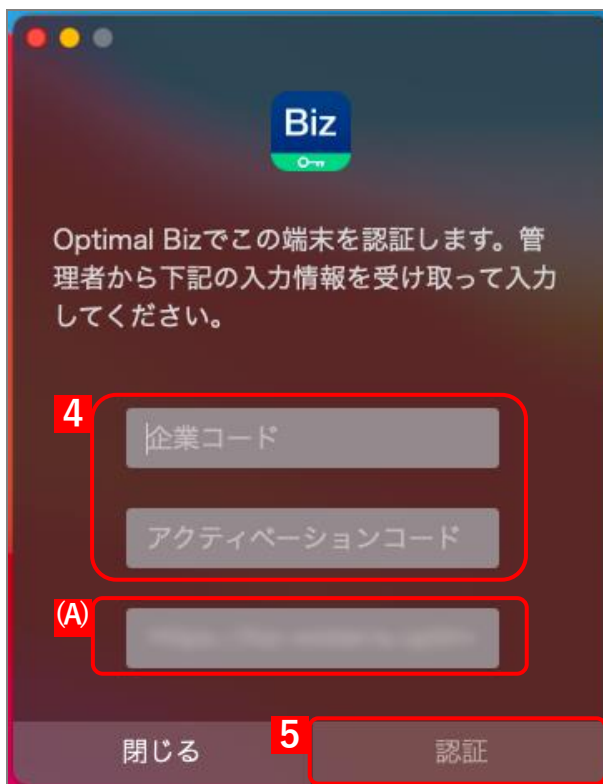 Biz
Optimal Bizでこの端末を認証します。管
理者から下記の入力情報を受け取って入力
してください。
4
企業コード
アクティベーションコード
(A)
閉じる
5
認証